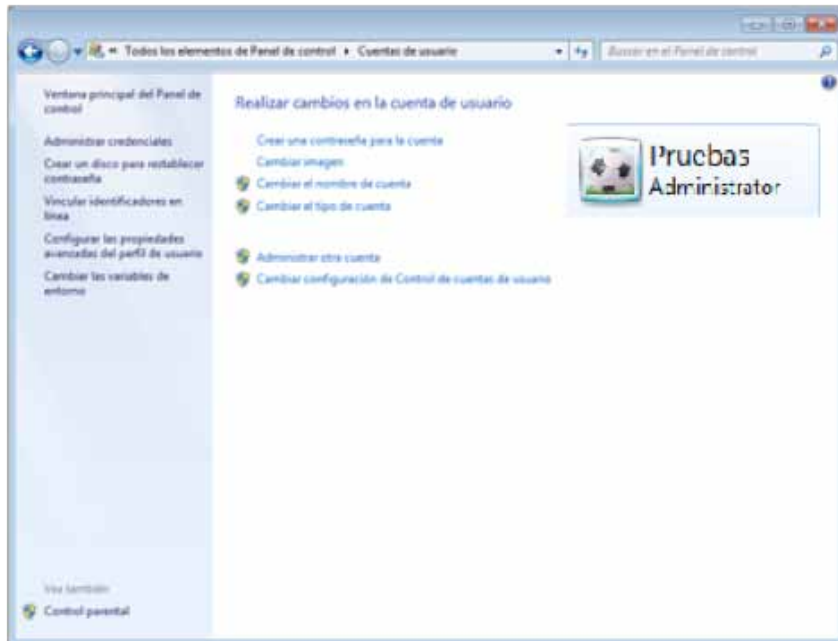 « Todos los elementos de Panel de control ▸ Cuentas de usuario
Buscar en el Panel de control
Ventana principal del Panel de
control
Administrar credenciales
Crear un disco para restablecer
contraseña
Vincular identificadores en
línea
Configurar las propiedades
avanzadas del perfil de usuario
Cambiar las variables de
entorno
Vea también
Control parental
Realizar cambios en la cuenta de usuario
Crear una contraseña para la cuenta
Cambiar imagen
Cambiar el nombre de cuenta
Cambiar el tipo de cuenta
Administrar otra cuenta
Cambiar configuración de Control de cuentas de usuario
Pruebas
Administrator